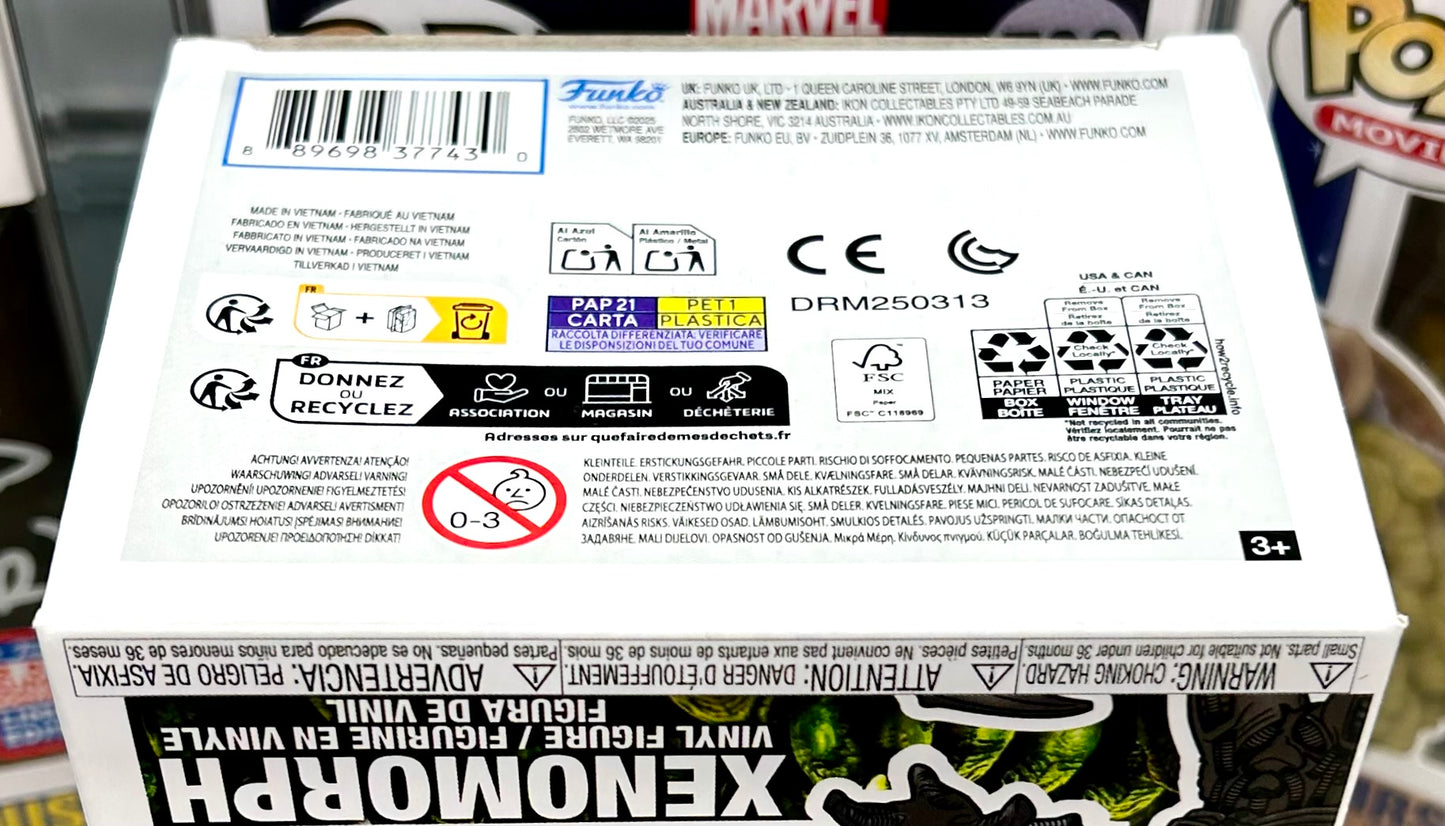 MARVEL
PO
MOVI
8 89698 37743 0
Funko
www.funko.com
FUNKO, LLC ©2025
2802 WETMORE AVE
EVERETT, WA 98201
UK: FUNKO UK, LTD • 1 QUEEN CAROLINE STREET, LONDON, W6 9YN (UK) • WWW.FUNKO.COM
AUSTRALIA & NEW ZEALAND: IKON COLLECTABLES PTY LTD 49-59 SEABEACH PARADE
NORTH SHORE, VIC 3214 AUSTRALIA • WWW.IKONCOLLECTABLES.COM.AU
EUROPE: FUNKO EU, BV • ZUIDPLEIN 36, 1077 XV, AMSTERDAM (NL) • WWW.FUNKO.COM
MADE IN VIETNAM • FABRIQUÉ AU VIETNAM
FABRICADO EN VIETNAM • HERGESTELLT IN VIETNAM
FABBRICATO IN VIETNAM • FABRICADO NA VIETNAM
VERVAARDIGD IN VIETNAM • PRODUCERET I VIETNAM
TILLVERKAD I VIETNAM
Al Azul
Cartón
Al Amarillo
Plástico / Metal
CE
DRM250313
FR
PAP 21
CARTA
PET 1
PLASTICA
RACCOLTA DIFFERENZIATA. VERIFICARE
LE DISPOSIZIONI DEL TUO COMUNE
FR
DONNEZ
OU
RECYCLEZ
ASSOCIATION
OU
MAGASIN
OU
DÉCHÈTERIE
Adresses sur quefairedemesdechets.fr
FSC
MIX
Paper
FSC™ C118969
USA & CAN
É.-U. et CAN
Remove
From Box
Retirez
de la boîte
Remove
From Box
Retirez
de la boîte
Check
Locally*
Check
Locally*
PAPER
PAPIER
BOX
BOÎTE
PLASTIC
PLASTIQUE
WINDOW
FENÊTRE
PLASTIC
PLASTIQUE
TRAY
PLATEAU
how2recycle.info
*Not recycled in all communities.
Vérifiez localement. Pourrait ne pas
être recyclable dans votre région.
ACHTUNG! AVVERTENZA! ATENÇÃO!
WAARSCHUWING! ADVARSEL! VARNING!
UPOZORNĚNÍ! UPOZORNENIE! FIGYELMEZTETÉS!
OPOZORILO! OSTRZEŻENIE! ADVARSEL! AVERTISMENT!
BRĪDINĀJUMS! HOIATUS! ĮSPĖJIMAS! ВНИМАНИЕ!
UPOZORENJE! ΠΡΟΕΙΔΟΠΟΙΗΣΗ! DİKKAT!
0-3
KLEINTEILE. ERSTICKUNGSGEFAHR. PICCOLE PARTI. RISCHIO DI SOFFOCAMENTO. PEQUENAS PARTES. RISCO DE ASFIXIA. KLEINE
ONDERDELEN. VERSTIKKINGSGEVAAR. SMÅ DELE. KVÆLNINGSFARE. SMÅ DELAR. KVÄVNINGSRISK. MALÉ ČÁSTI. NEBEZPEČÍ UDUŠENÍ.
MALÉ ČASTI. NEBEZPEČENSTVO UDUSENIA. KIS ALKATRÉSZEK. FULLADÁSVESZÉLY. MAJHNI DELI. NEVARNOST ZADUŠITVE. MAŁE
CZĘŚCI. NIEBEZPIECZEŃSTWO UDŁAWIENIA SIĘ. SMÅ DELER. KVELNINGSFARE. PIESE MICI. PERICOL DE SUFOCARE. SĪKAS DETAĻAS.
AIZRĪŠANĀS RISKS. VÄIKESED OSAD. LÄMBUMISOHT. SMULKIOS DETALĖS. PAVOJUS UŽSPRINGTI. МАЛКИ ЧАСТИ. ОПАСНОСТ ОТ
ЗАДАВЯНЕ. MALI DIJELOVI. OPASNOST OD GUŠENJA. Μικρά Μέρη. Κίνδυνος πνιγμού. KÜÇÜK PARÇALAR. BOĞULMA TEHLİKESİ.
3+
WARNING: CHOKING HAZARD.
Small parts. Not suitable for children under 36 months.
ATTENTION: DANGER D'ÉTOUFFEMENT.
Petites pièces. Ne convient pas aux enfants de moins de 36 mois.
ADVERTENCIA: PELIGRO DE ASFIXIA.
Partes pequeñas. No es adecuado para niños menores de 36 meses.
XENOMORPH
VINYL FIGURE / FIGURINE EN VINYLE
FIGURA DE VINIL